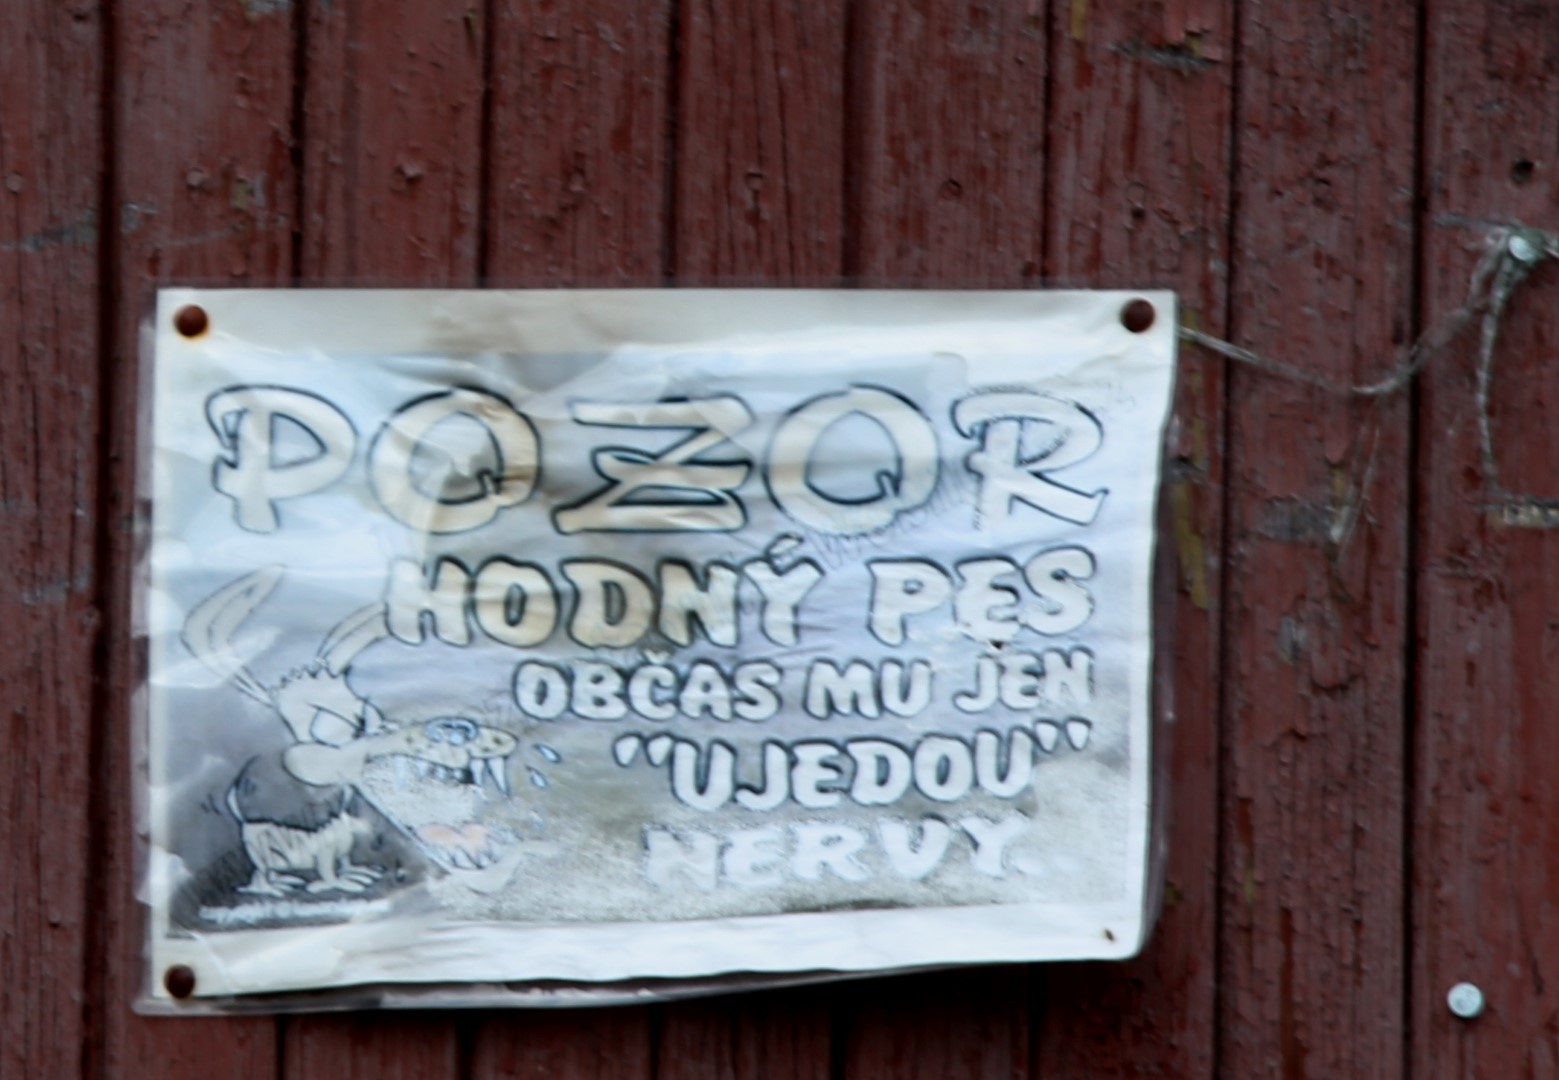 POZOR
HODNÝ PES
OBČAS MU JEN
"UJEDOU"
NERVY.